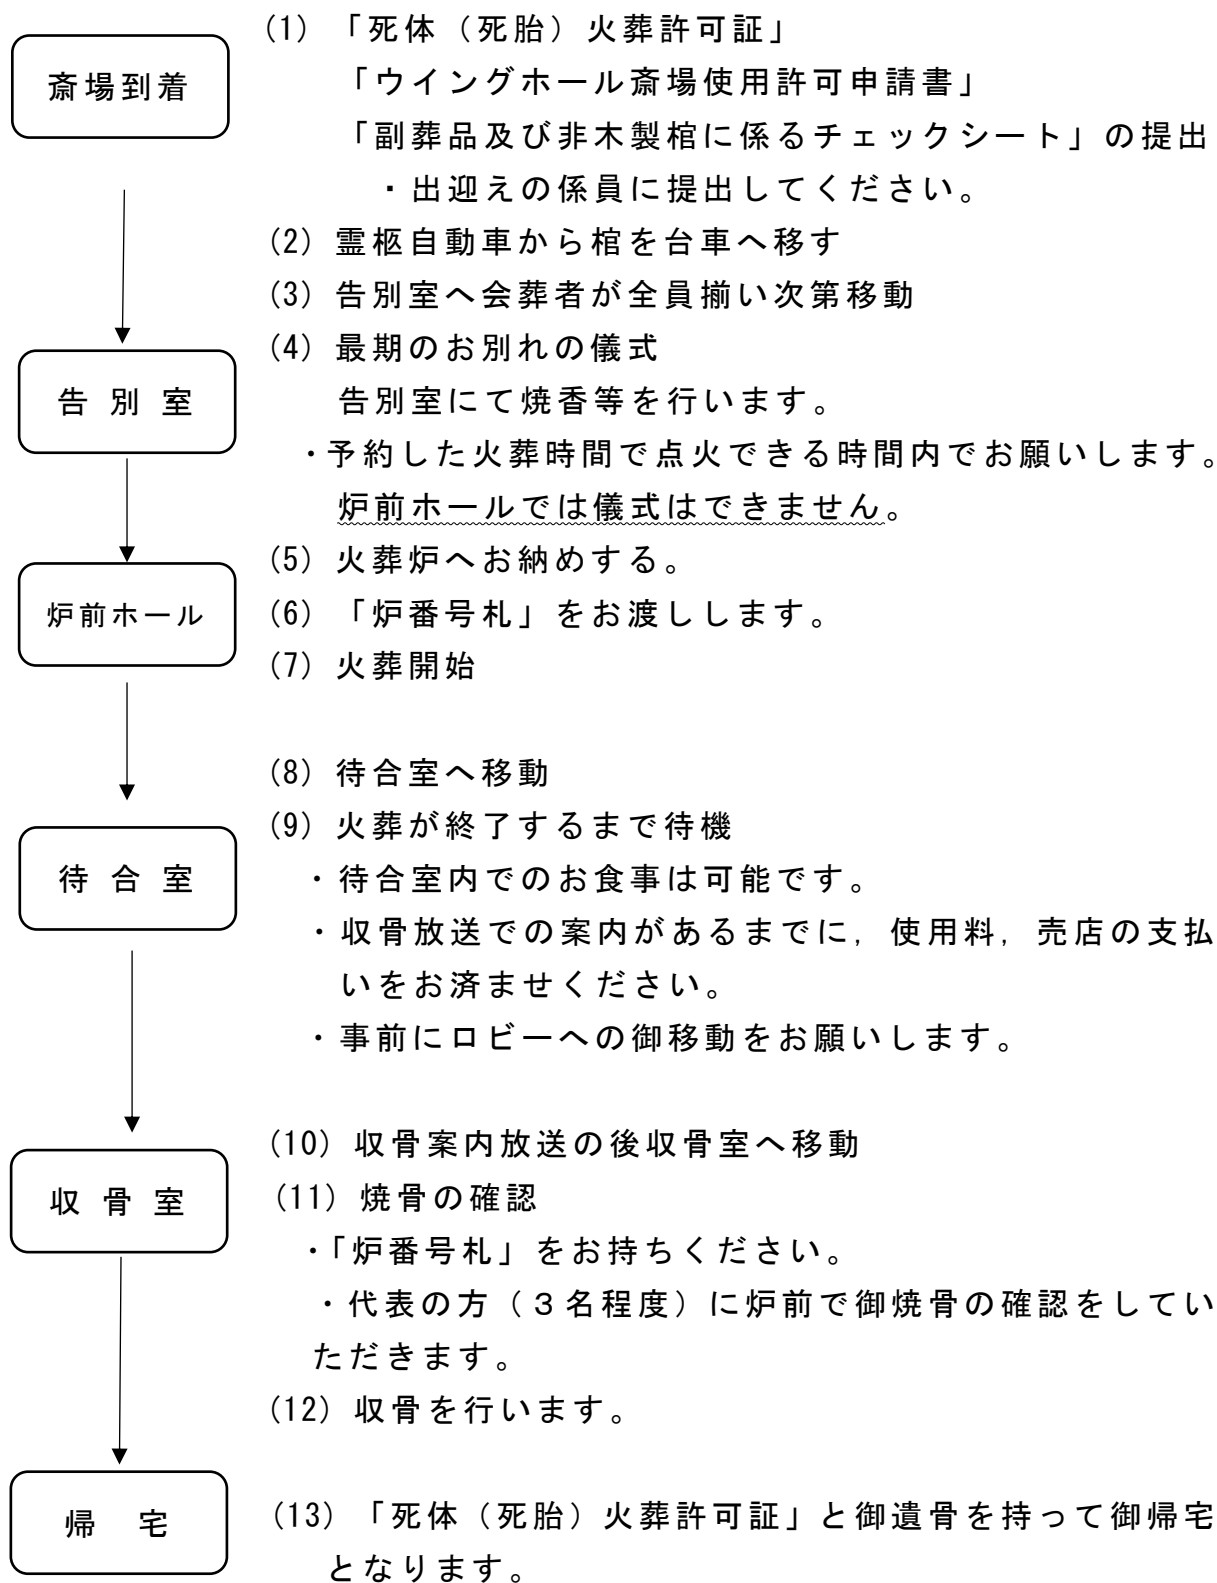 斎場到着
(1) 「死体（死胎）火葬許可証」
「ウイングホール斎場使用許可申請書」
「副葬品及び非木製棺に係るチェックシート」の提出
・出迎えの係員に提出してください。
(2) 霊柩自動車から棺を台車へ移す
(3) 告別室へ会葬者が全員揃い次第移動
告別室
(4) 最期のお別れの儀式
告別室にて焼香等を行います。
・予約した火葬時間で点火できる時間内でお願いします。
炉前ホールでは儀式はできません。
炉前ホール
(5) 火葬炉へお納めする。
(6) 「炉番号札」をお渡しします。
(7) 火葬開始
(8) 待合室へ移動
待合室
(9) 火葬が終了するまで待機
・待合室内でのお食事は可能です。
・収骨放送での案内があるまでに，使用料，売店の支払
いをお済ませください。
・事前にロビーへの御移動をお願いします。
収骨室
(10) 収骨案内放送の後収骨室へ移動
(11) 焼骨の確認
・「炉番号札」をお持ちください。
・代表の方（３名程度）に炉前で御焼骨の確認をしてい
ただきます。
(12) 収骨を行います。
帰　宅
(13) 「死体（死胎）火葬許可証」と御遺骨を持って御帰宅
となります。